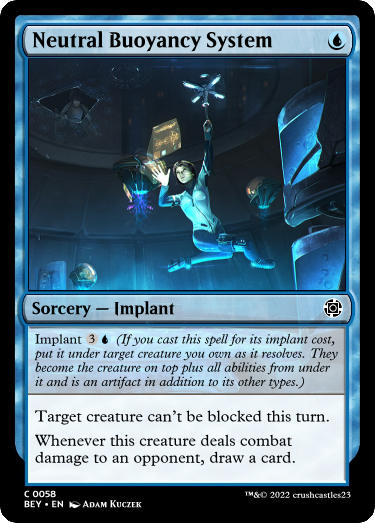 Neutral Buoyancy System
Sorcery — Implant
Implant 3 (If you cast this spell for its implant cost,
put it under target creature you own as it resolves. They
become the creature on top plus all abilities from under
it and is an artifact in addition to its other types.)
Target creature can't be blocked this turn.
Whenever this creature deals combat
damage to an opponent, draw a card.
C 0058
BEY • EN Adam Kuczek
™&© 2022 crushcastles23